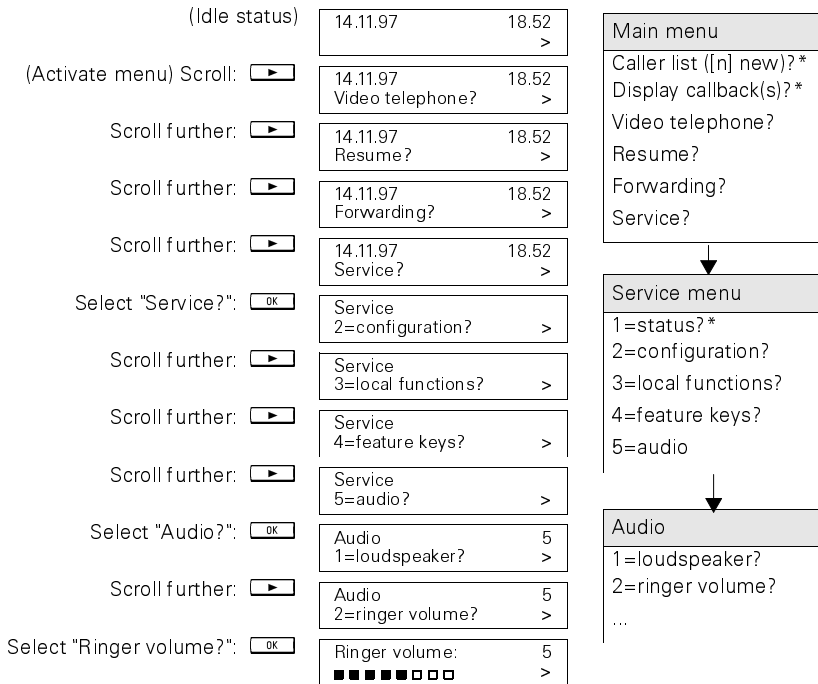 (Idle status)
14.11.97 18.52
>
(Activate menu) Scroll:
14.11.97 18.52
Video telephone? >
Scroll further:
14.11.97 18.52
Resume? >
Scroll further:
14.11.97 18.52
Forwarding? >
Scroll further:
14.11.97 18.52
Service? >
Select "Service?": OK
Service
2=configuration? >
Scroll further:
Service
3=local functions? >
Scroll further:
Service
4=feature keys? >
Scroll further:
Service
5=audio? >
Select "Audio?": OK
Audio 5
1=loudspeaker? >
Scroll further:
Audio 5
2=ringer volume? >
Select "Ringer volume?": OK
Ringer volume: 5
>
Main menu
Caller list ([n] new)?*
Display callback(s)?*
Video telephone?
Resume?
Forwarding?
Service?
Service menu
1=status?*
2=configuration?
3=local functions?
4=feature keys?
5=audio
Audio
1=loudspeaker?
2=ringer volume?
...